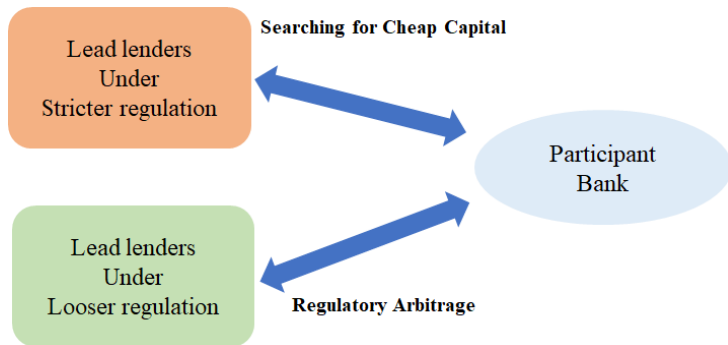 Searching for Cheap Capital
Lead lenders
Under
Stricter regulation
Participant
Bank
Lead lenders
Under
Looser regulation
Regulatory Arbitrage